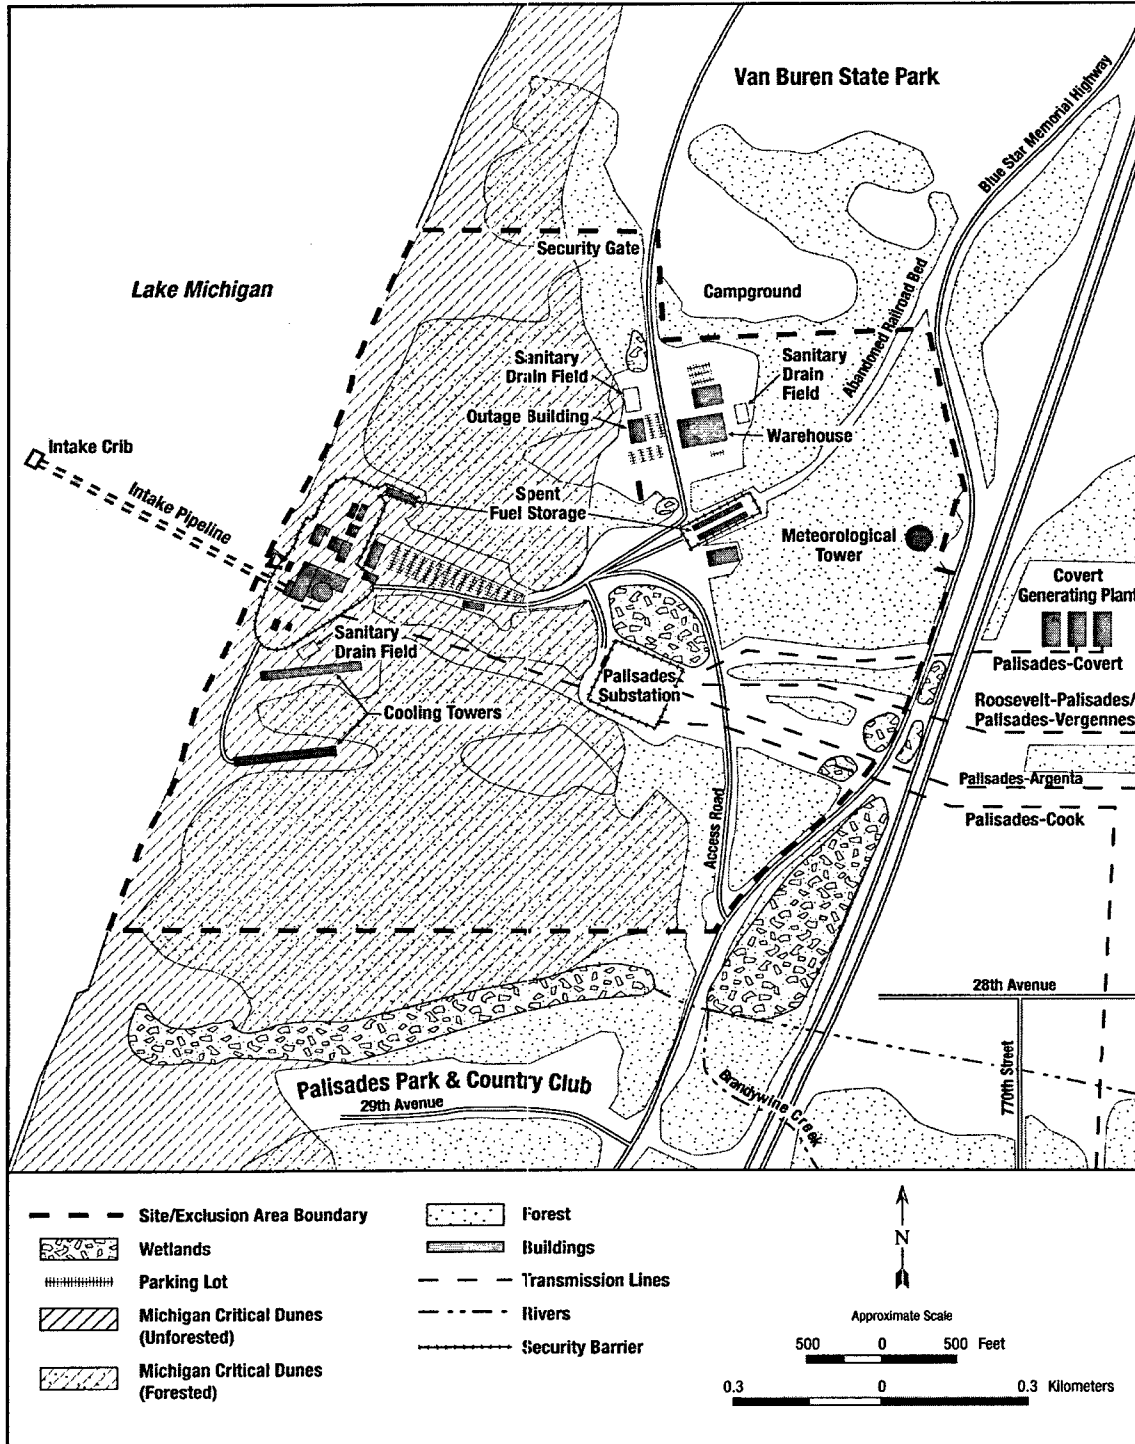 Van Buren State Park
Blue Star Memorial Highway
Security Gate
Lake Michigan
Campground
Abandoned Railroad Bed
Sanitary
Drain Field
Sanitary
Drain
Field
Outage Building
Warehouse
Intake Crib
Intake Pipeline
Spent
Fuel Storage
Meteorological
Tower
Covert
Generating Plant
Sanitary
Drain Field
Palisades
Substation
Palisades-Covert
Cooling Towers
Roosevelt-Palisades/
Palisades-Vergennes
Palisades-Argenta
Access Road
Palisades-Cook
28th Avenue
Palisades Park & Country Club
29th Avenue
770th Street
Brandywine Creek
Site/Exclusion Area Boundary
Wetlands
Parking Lot
Michigan Critical Dunes
(Unforested)
Michigan Critical Dunes
(Forested)
Forest
Buildings
Transmission Lines
Rivers
Security Barrier
N
Approximate Scale
500 0 500 Feet
0.3 0 0.3 Kilometers